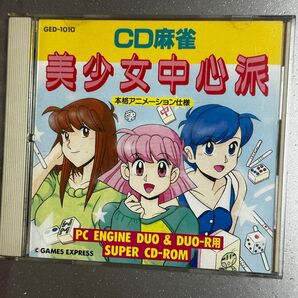 GED-1010
CD麻雀
美少女中心派
本格アニメーション仕様
中
PC ENGINE DUO & DUO-R用
SUPER CD-ROM
© GAMES EXPRESS